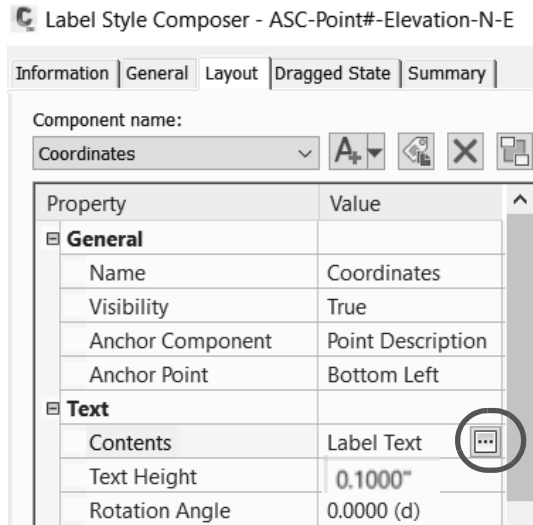 Label Style Composer - ASC-Point#-Elevation-N-E
Information General Layout Dragged State Summary
Component name:
Coordinates
Property Value
General
Name Coordinates
Visibility True
Anchor Component Point Description
Anchor Point Bottom Left
Text
Contents Label Text ...
Text Height 0.1000"
Rotation Angle 0.0000 (d)